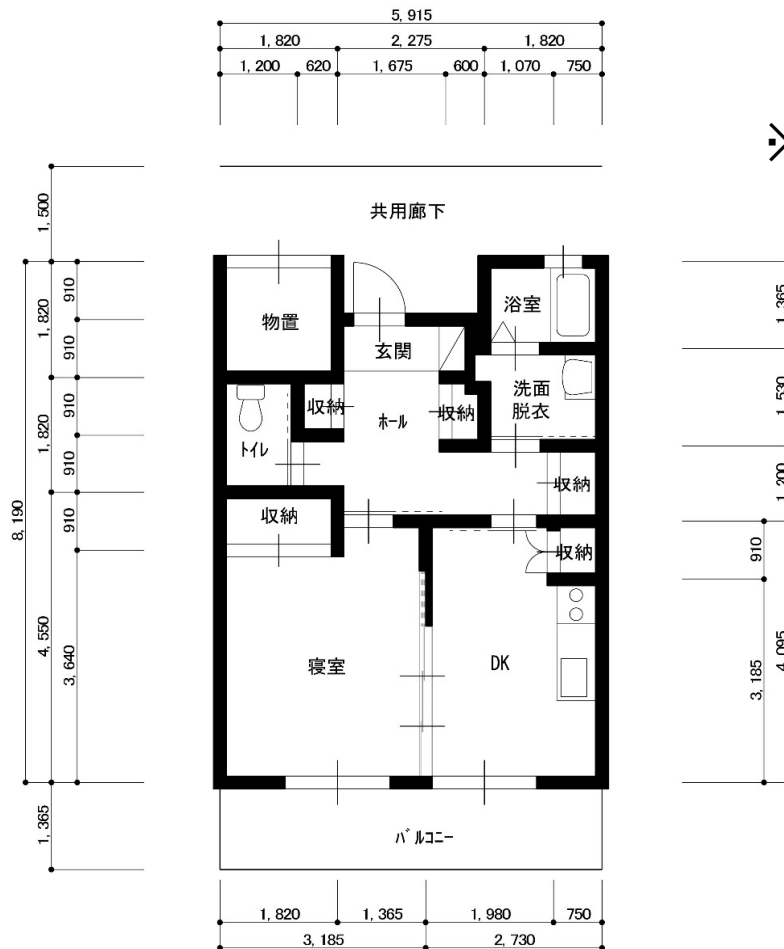 5,915
1,820 2,275 1,820
1,200 620 1,675 600 1,070 750
※
1,500
共用廊下
8,190
1,820
910
910
物置
玄関
浴室
1,365
1,820
910
910
トイレ
収納
ホール
収納
洗面
脱衣
1,530
収納
1,200
4,550
910
3,640
収納
収納
910
寝室
DK
3,185
4,095
1,365
バルコニー
1,820 1,365 1,980 750
3,185 2,730